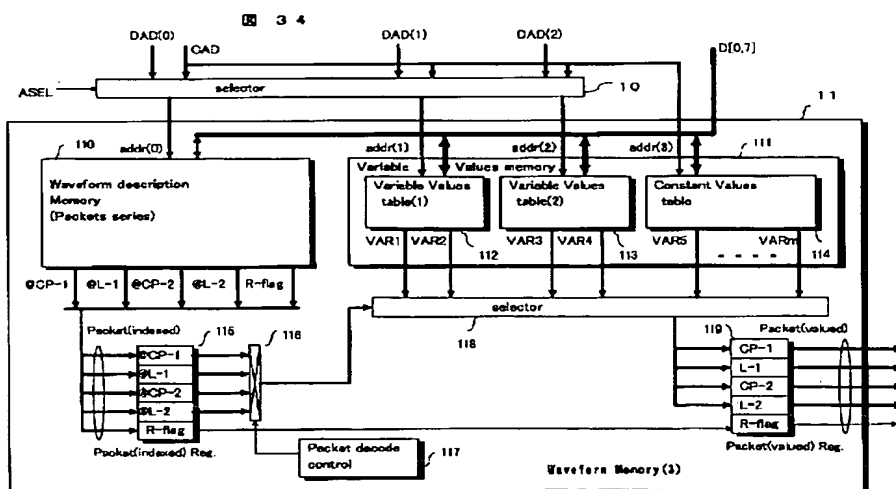 図 34
DAD(0)
CAD
DAD(1)
DAD(2)
D[0,7]
ASEL
selector
10
11
110
addr(0)
addr(1)
addr(2)
addr(3)
111
Waveform description
Memory
(Packets series)
Variable Values memory
Variable Values
table(1)
Variable Values
table(2)
Constant Values
table
VAR1
VAR2
112
VAR3
VAR4
113
VAR5
VARm
114
@CP-1
@L-1
@CP-2
@L-2
R-flag
selector
118
Packet(indexed)
115
116
119
Packet(valued)
@CP-1
@L-1
@CP-2
@L-2
R-flag
CP-1
L-1
CP-2
L-2
R-flag
Packet(indexed) Reg.
Packet(valued) Reg.
Packet decode
control
117
Waveform Memory(3)